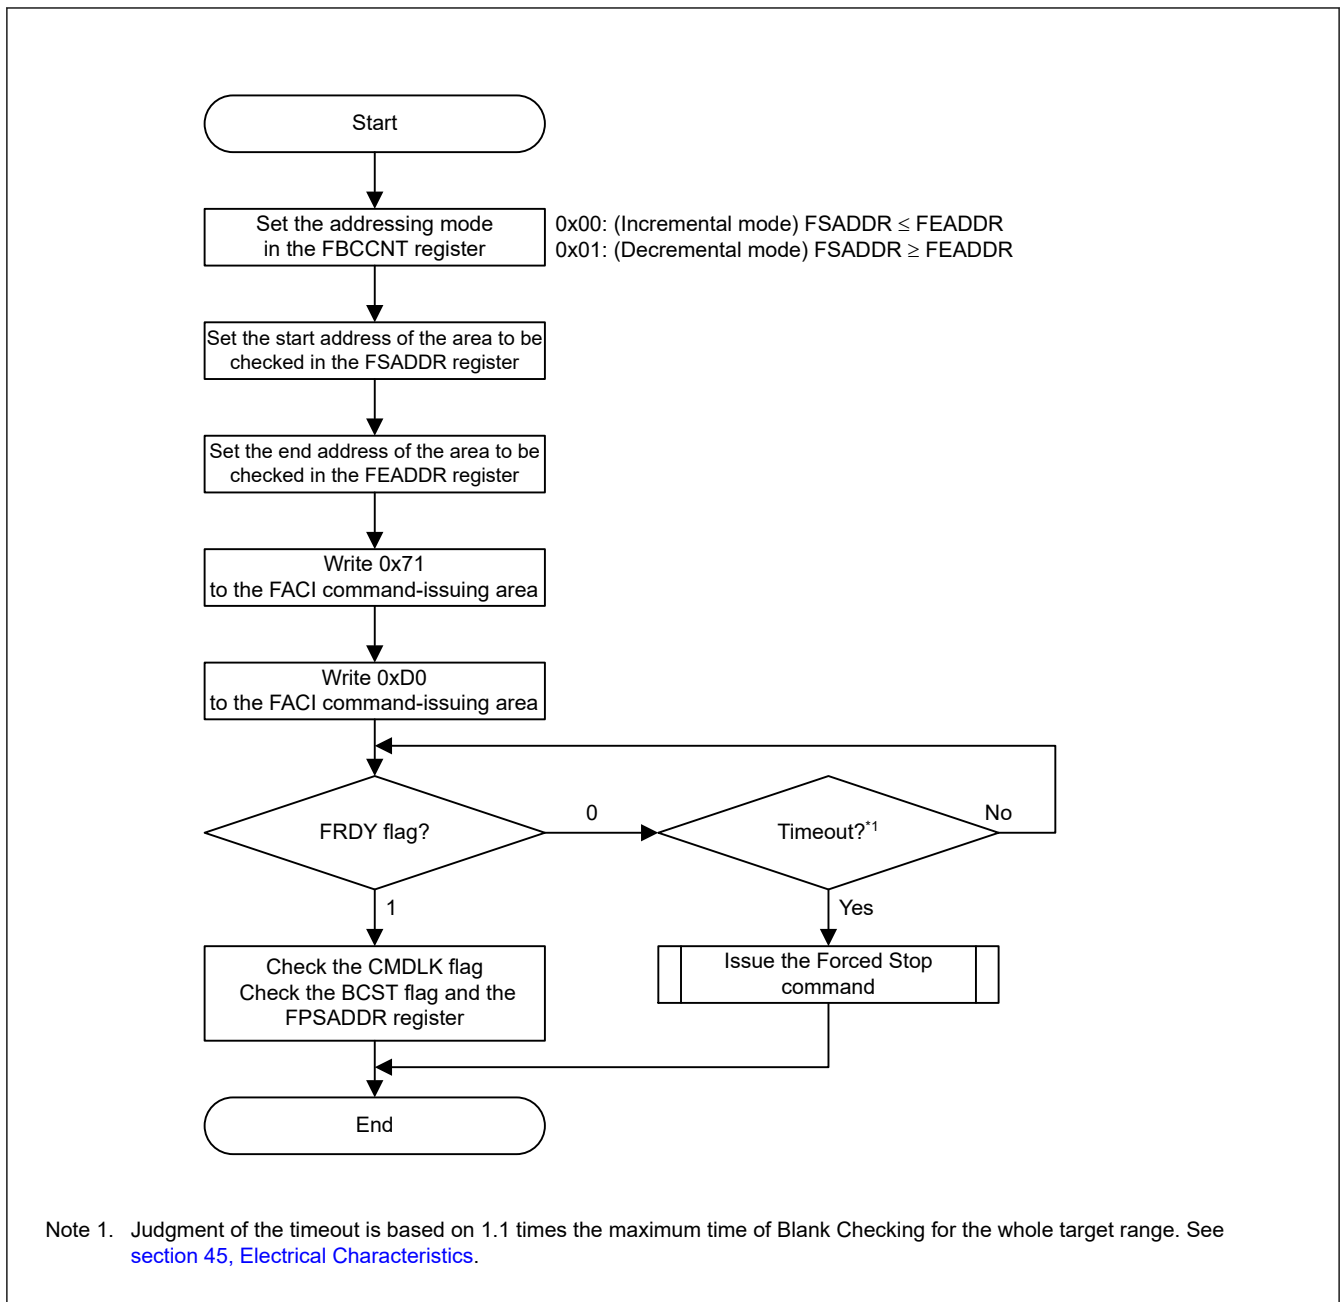 Start
Set the addressing mode
in the FBCCNT register
0x00: (Incremental mode) FSADDR ≤ FEADDR
0x01: (Decremental mode) FSADDR ≥ FEADDR
Set the start address of the area to be
checked in the FSADDR register
Set the end address of the area to be
checked in the FEADDR register
Write 0x71
to the FACI command-issuing area
Write 0xD0
to the FACI command-issuing area
FRDY flag?
0
Timeout?*1
No
1
Yes
Check the CMDLK flag
Check the BCST flag and the
FPSADDR register
Issue the Forced Stop
command
End
Note 1. Judgment of the timeout is based on 1.1 times the maximum time of Blank Checking for the whole target range. See
section 45, Electrical Characteristics.